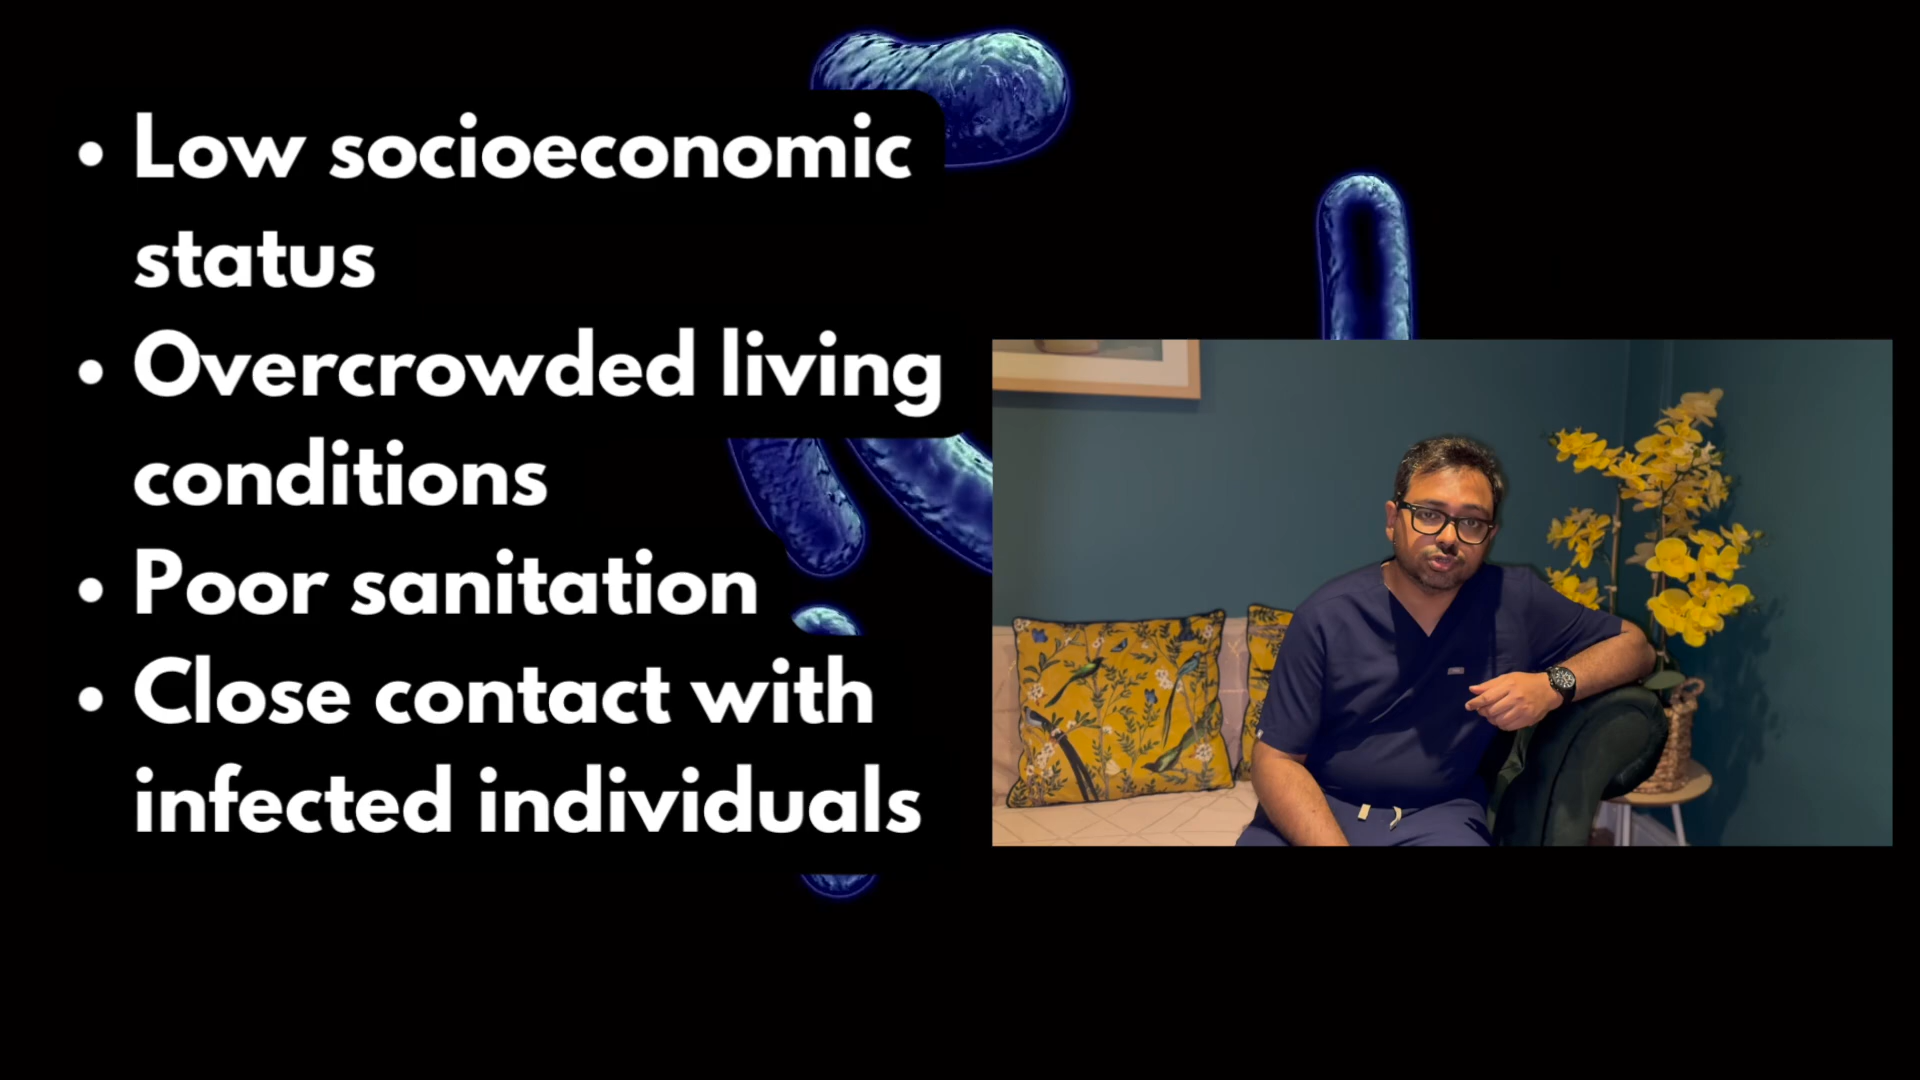 • Low socioeconomic
status
• Overcrowded living
conditions
• Poor sanitation
• Close contact with
infected individuals